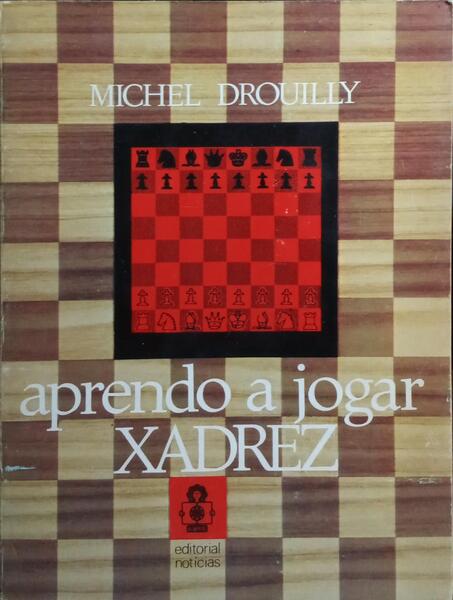 MICHEL DROUILLY
aprendo a jogar
XADREZ
editorial
notícias